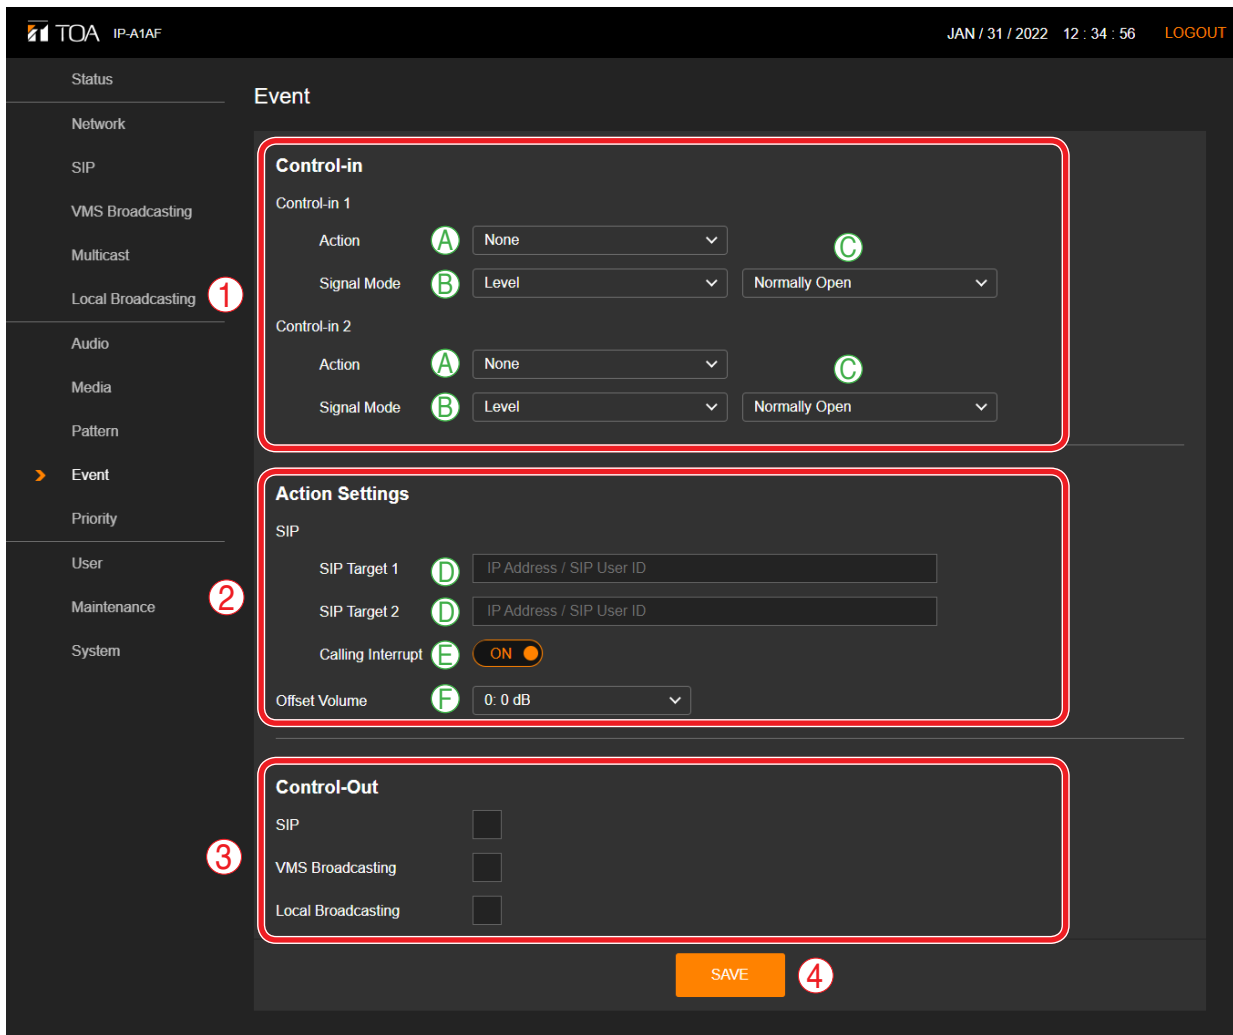 TOA IP-A1AF JAN / 31 / 2022 12 : 34 : 56 LOGOUT
Status
Network
SIP
VMS Broadcasting
Multicast
Local Broadcasting
Audio
Media
Pattern
Event
Priority
User
Maintenance
System
Event
1
Control-in
Control-in 1
Action A None C
Signal Mode B Level Normally Open
Control-in 2
Action A None C
Signal Mode B Level Normally Open
2
Action Settings
SIP
SIP Target 1 D IP Address / SIP User ID
SIP Target 2 D IP Address / SIP User ID
Calling Interrupt E ON
Offset Volume F 0: 0 dB
3
Control-Out
SIP
VMS Broadcasting
Local Broadcasting
SAVE 4